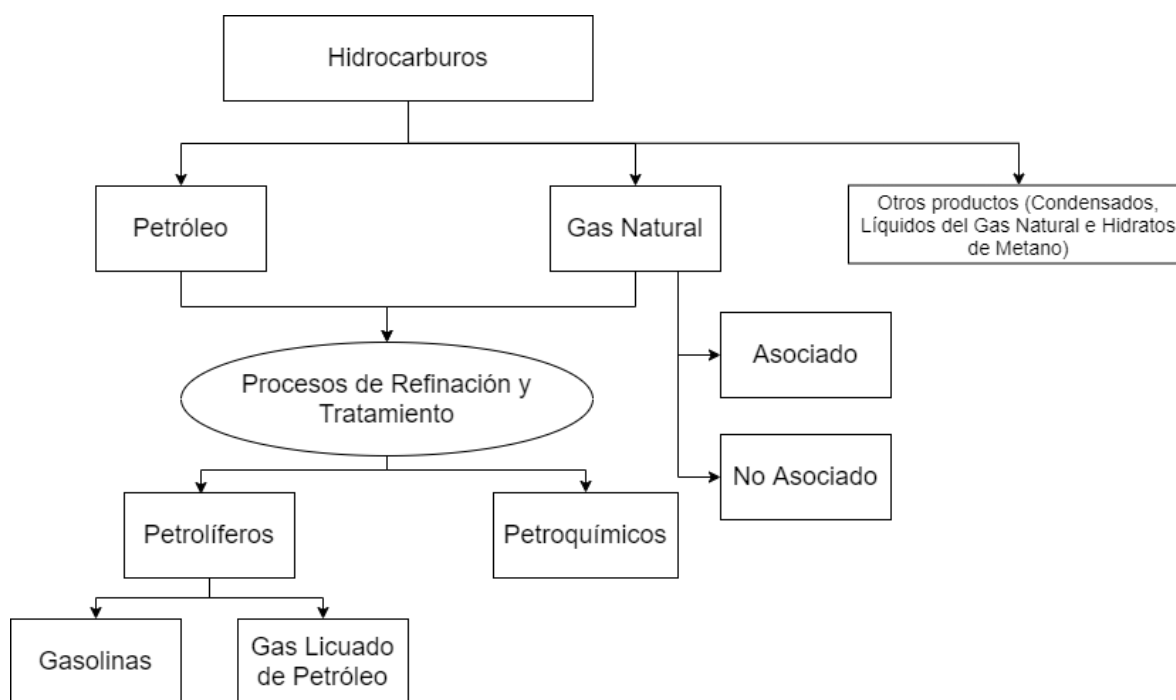 Hidrocarburos
Petróleo
Gas Natural
Otros productos (Condensados,
Líquidos del Gas Natural e Hidratos
de Metano)
Asociado
Procesos de Refinación y
Tratamiento
No Asociado
Petrolíferos
Petroquímicos
Gasolinas
Gas Licuado
de Petróleo